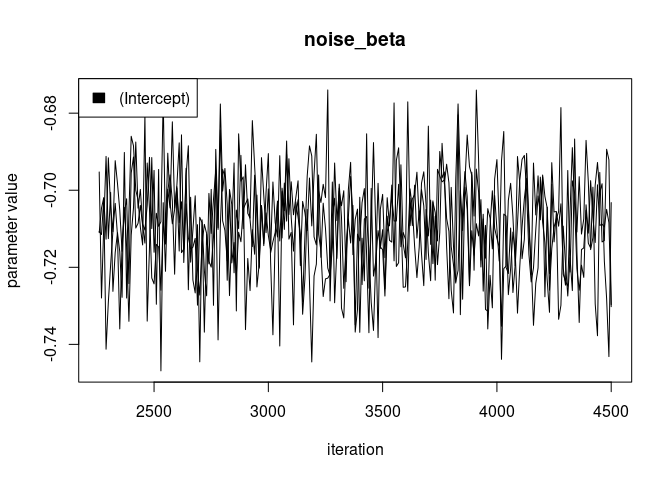 noise_beta
(Intercept)
-0.68
-0.70
-0.72
-0.74
parameter value
2500 3000 3500 4000 4500
iteration